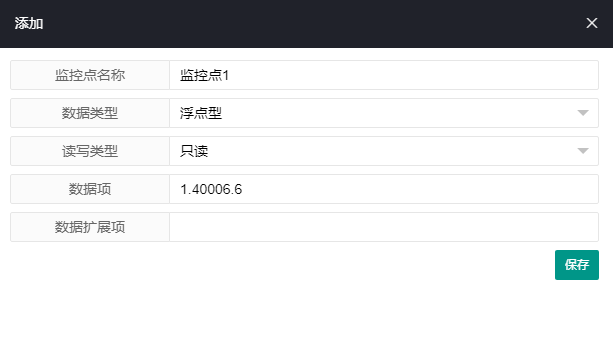 添加
监控点名称 监控点1
数据类型 浮点型
读写类型 只读
数据项 1.40006.6
数据扩展项
保存